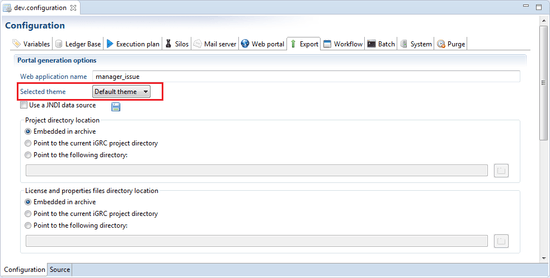 dev.configuration
Configuration
Variables Ledger Base Execution plan Silos Mail server Web portal Export Workflow Batch System Purge
Portal generation options
Web application name manager_issue
Selected theme Default theme
Use a JNDI data source
Project directory location
Embedded in archive
Point to the current iGRC project directory
Point to the following directory:
...
License and properties files directory location
Embedded in archive
Point to the current iGRC project directory
Point to the following directory:
...
Configuration Source